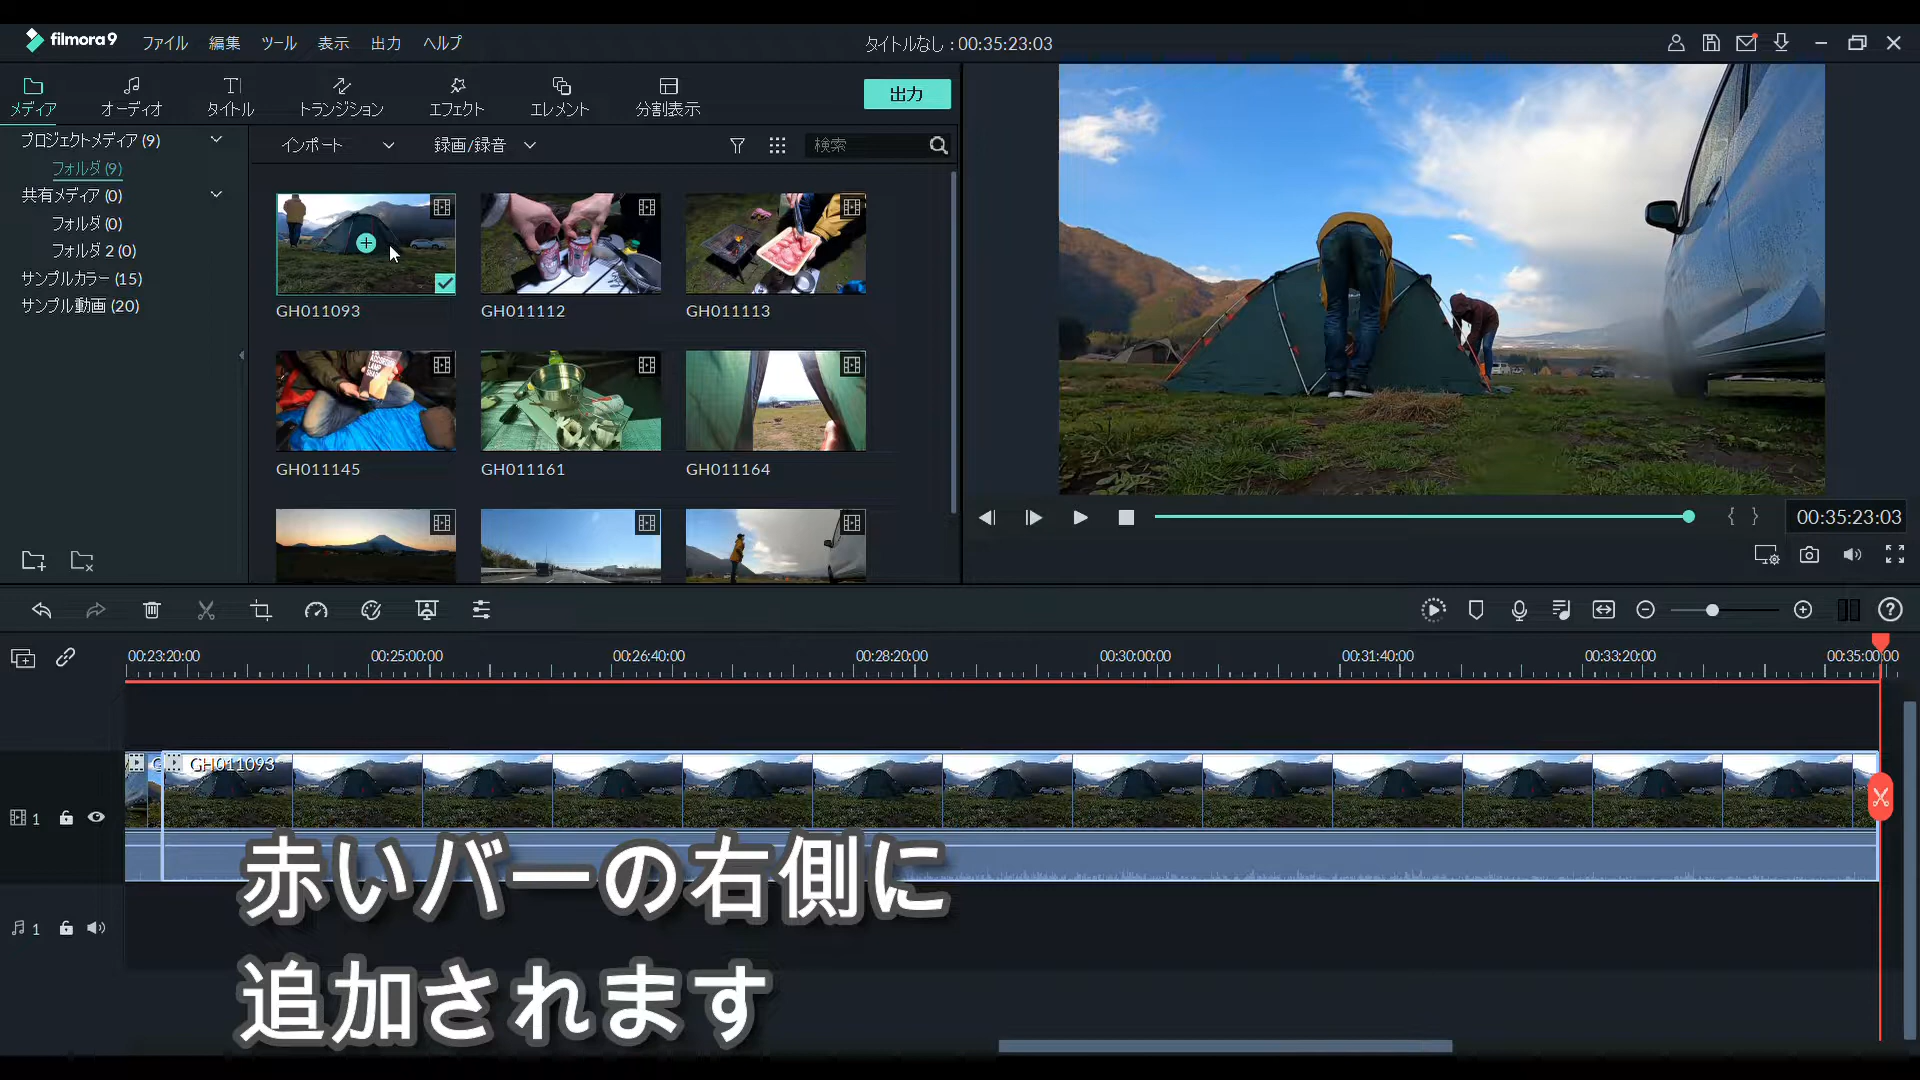 filmora9 ファイル 編集 ツール 表示 出力 ヘルプ タイトルなし : 00:35:23:03
メディア オーディオ タイトル トランジション エフェクト エレメント 分割表示 出力
プロジェクトメディア (9)
フォルダ (9)
共有メディア (0)
フォルダ (0)
フォルダ 2 (0)
サンプルカラー (15)
サンプル動画 (20)
インポート 録画/録音 検索
GH011093 GH011112 GH011113
GH011145 GH011161 GH011164
00:35:23:03
00:23:20:00 00:25:00:00 00:26:40:00 00:28:20:00 00:30:00:00 00:31:40:00 00:33:20:00 00:35:00:00
GH011093
1
1
赤いバーの右側に
追加されます